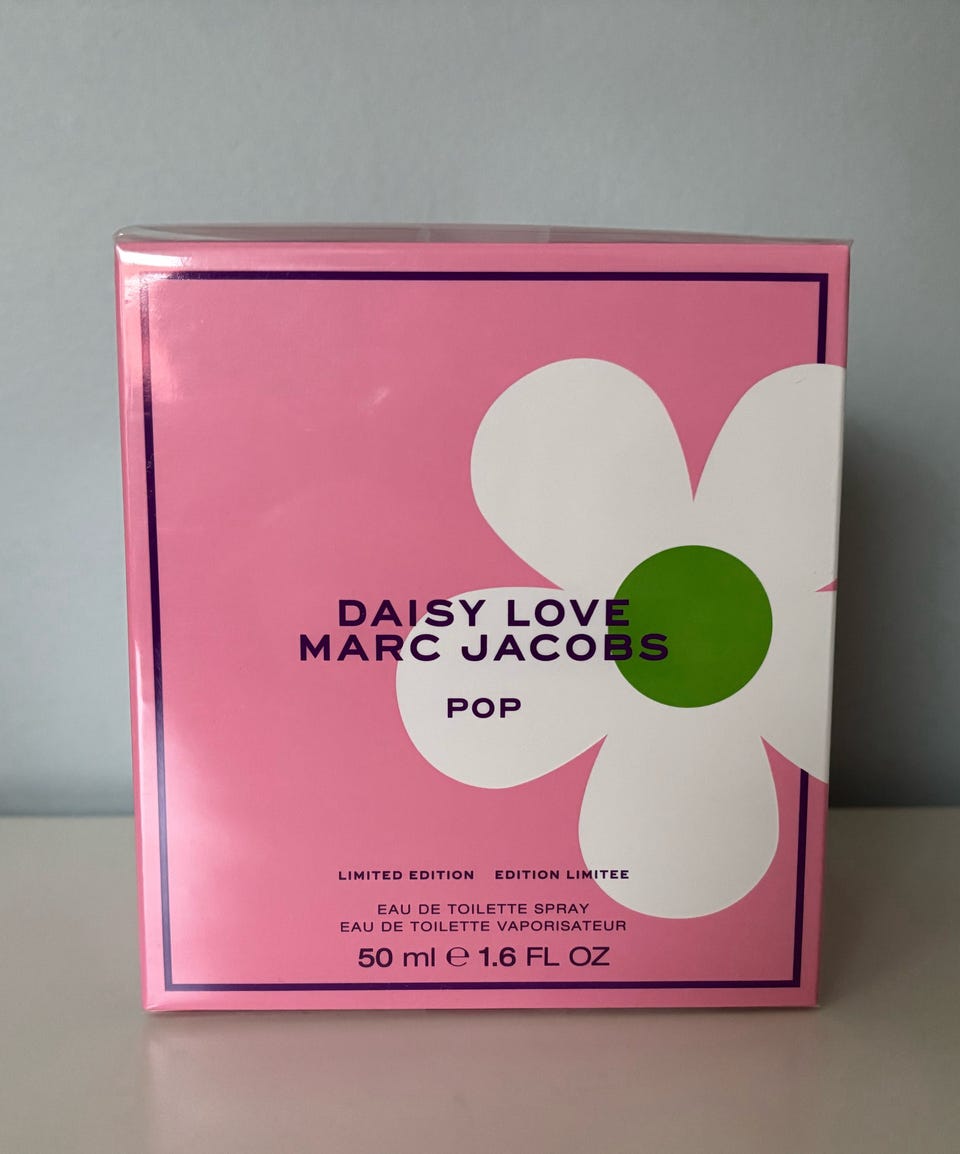 DAISY LOVE
MARC JACOBS
POP
LIMITED EDITION EDITION LIMITEE
EAU DE TOILETTE SPRAY
EAU DE TOILETTE VAPORISATEUR
50 ml ℮ 1.6 FL OZ